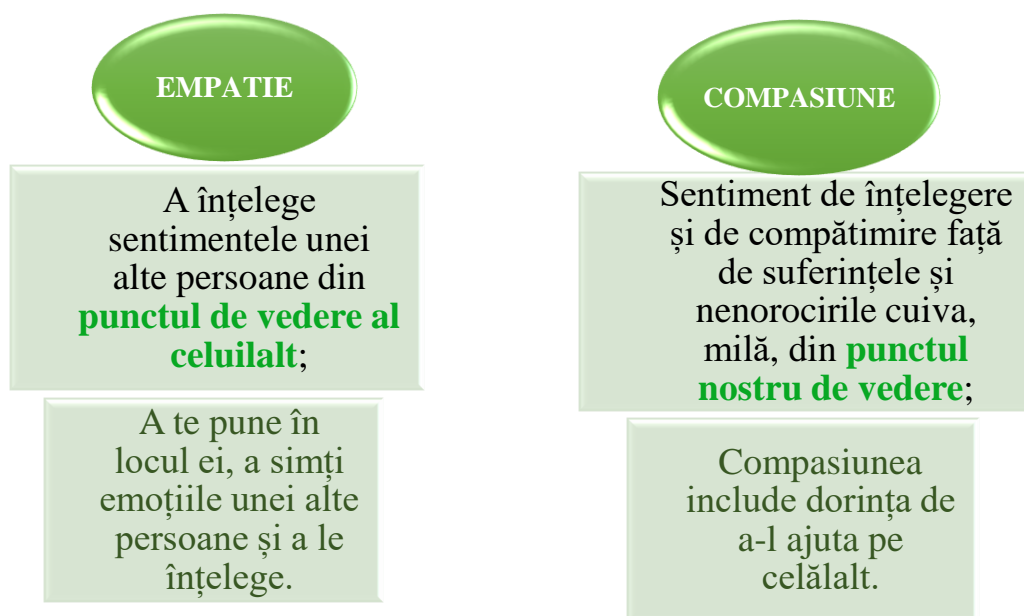 EMPATIE
A înțelege
sentimentele unei
alte persoane din
punctul de vedere al
celuilalt;
A te pune în
locul ei, a simți
emoțiile unei alte
persoane și a le
înțelege.
COMPASIUNE
Sentiment de înțelegere
și de compătimire față
de suferințele și
nenorocirile cuiva,
milă, din punctul
nostru de vedere;
Compasiunea
include dorința de
a-l ajuta pe
celălalt.